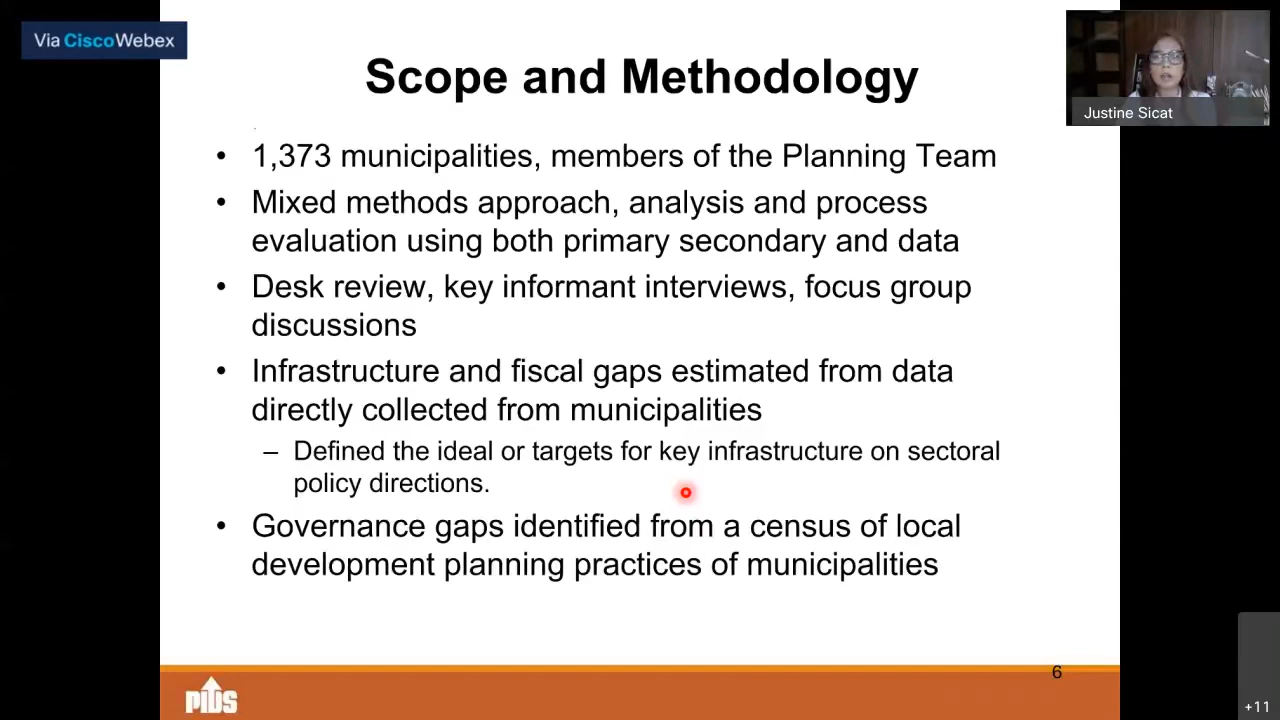 Via CiscoWebex
Scope and Methodology
Justine Sicat
• 1,373 municipalities, members of the Planning Team
• Mixed methods approach, analysis and process
evaluation using both primary secondary and data
• Desk review, key informant interviews, focus group
discussions
• Infrastructure and fiscal gaps estimated from data
directly collected from municipalities
– Defined the ideal or targets for key infrastructure on sectoral
policy directions.
• Governance gaps identified from a census of local
development planning practices of municipalities
6
PIDS
+11